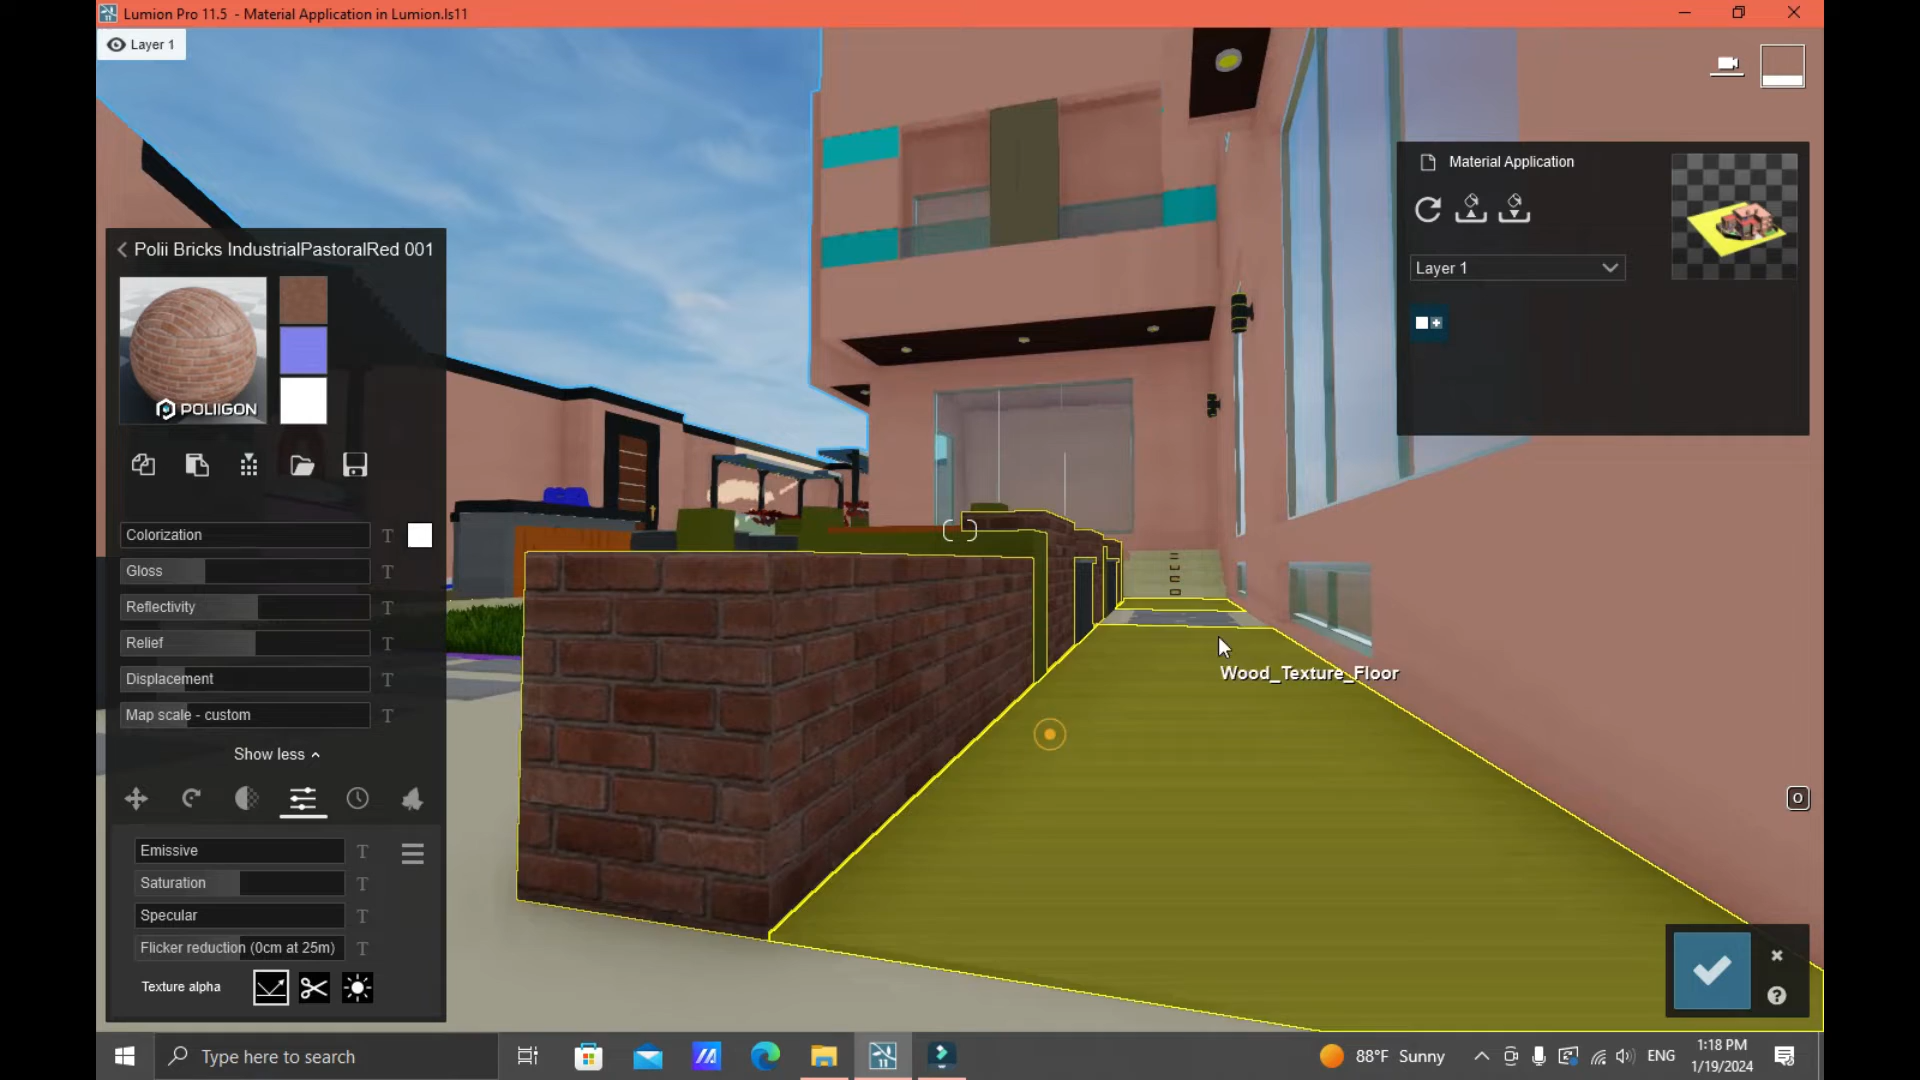 Lumion Pro 11.5 - Material Application in Lumion.ls11
Layer 1
Material Application
Layer 1
Polii Bricks IndustrialPastoralRed 001
POLIIGON
Colorization T
Gloss T
Reflectivity T
Relief T
Displacement T
Map scale - custom T
Show less
Emissive T
Saturation T
Specular T
Flicker reduction (0cm at 25m) T
Texture alpha
Wood_Texture_Floor
O
Type here to search
11
88°F Sunny
ENG
1:18 PM
1/19/2024